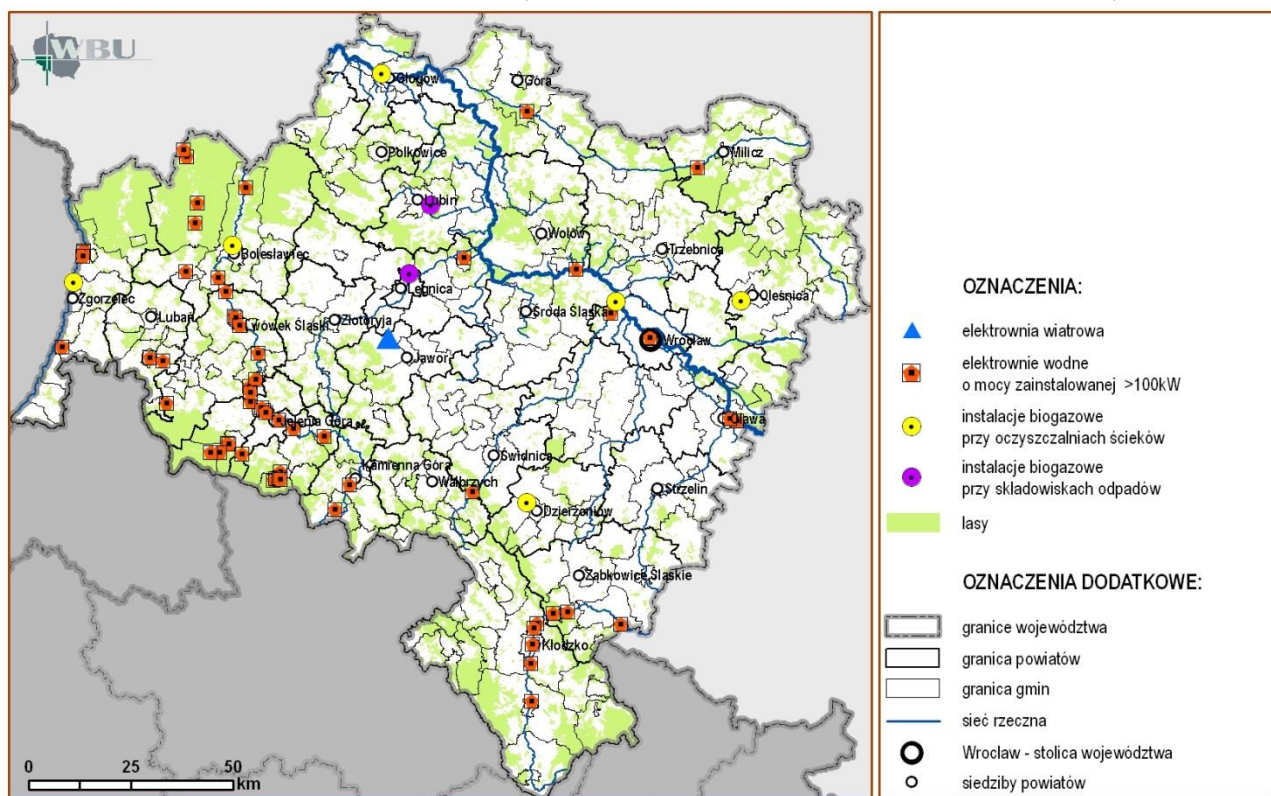 WBU
Głogów
Góra
Polkowice
Milicz
Lubin
Wołów
Trzebnica
Bolesławiec
Zgorzelec
Legnica
Oleśnica
Lubań
Lwówek Śląski
Złotoryja
Środa Śląska
Wrocław
Jawor
Jelenia Góra
Oława
Kamienna Góra
Świdnica
Wałbrzych
Strzelin
Dzierżoniów
Ząbkowice Śląskie
Kłodzko
0 25 50
km
OZNACZENIA:
elektrownia wiatrowa
elektrownie wodne
o mocy zainstalowanej >100kW
instalacje biogazowe
przy oczyszczalniach ścieków
instalacje biogazowe
przy składowiskach odpadów
lasy
OZNACZENIA DODATKOWE:
granice województwa
granica powiatów
granica gmin
sieć rzeczna
Wrocław - stolica województwa
siedziby powiatów